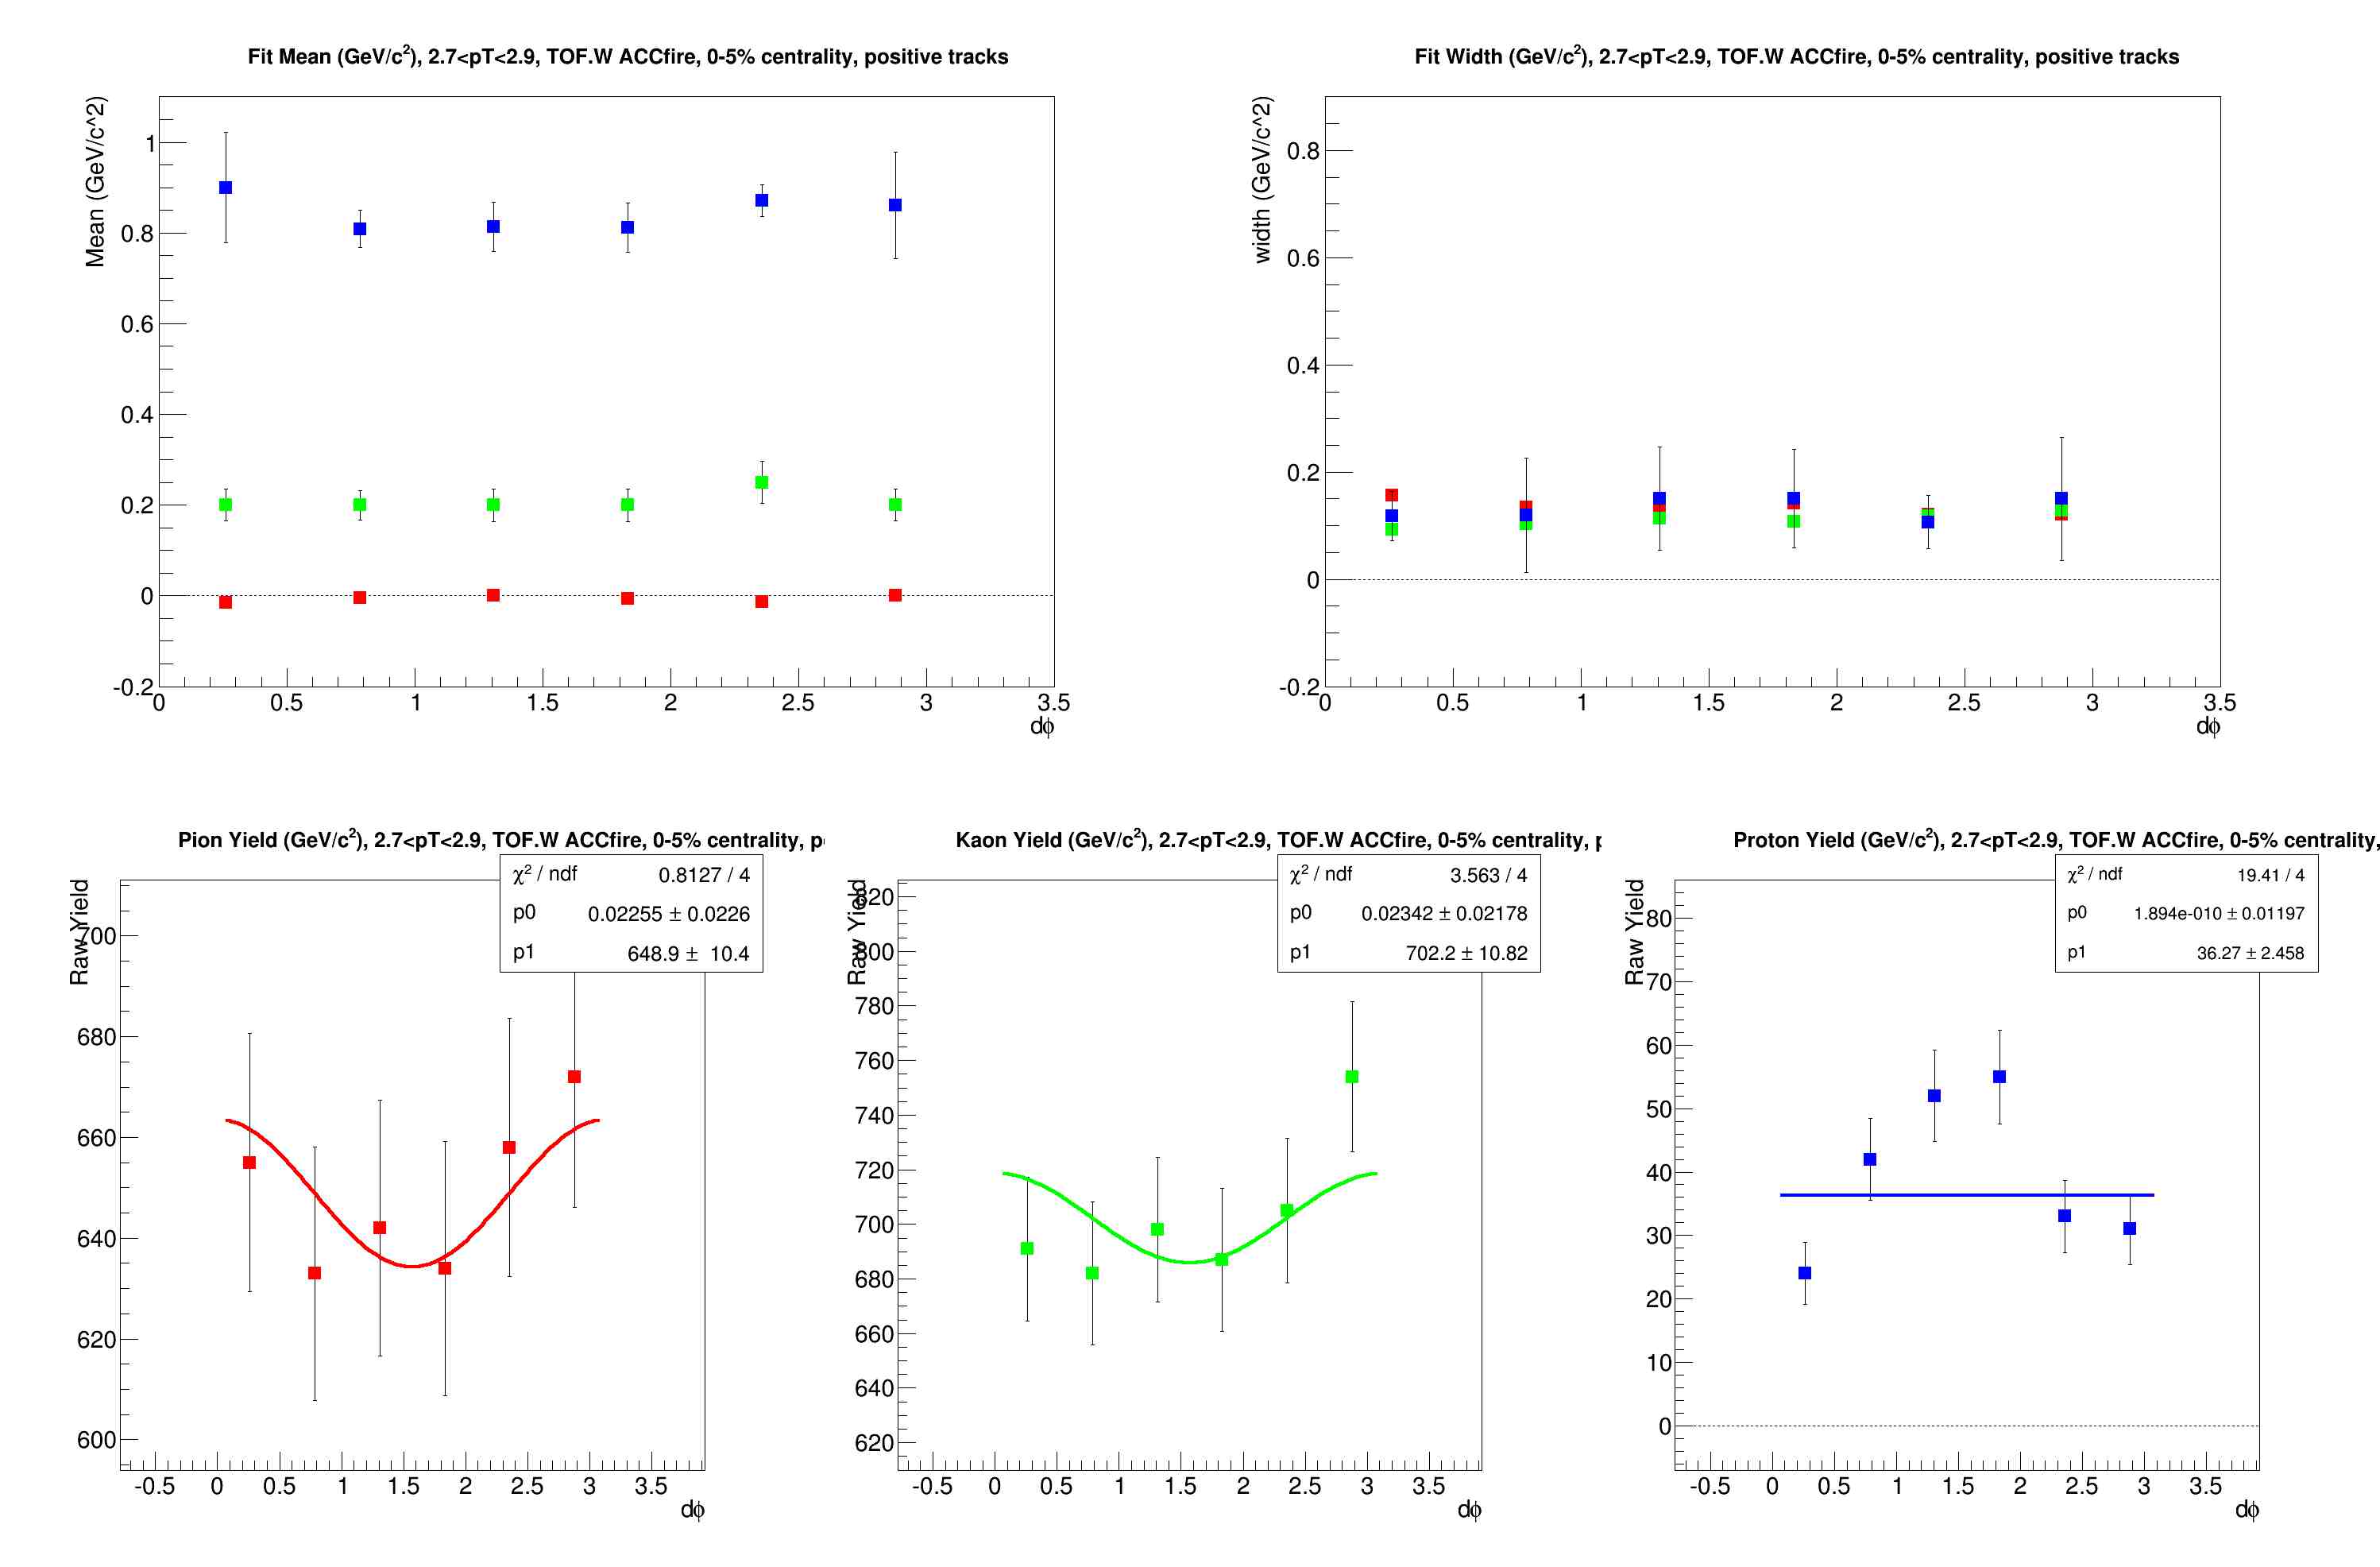 Fit Mean (GeV/c²), 2.7<pT<2.9, TOF.W ACCfire, 0-5% centrality, positive tracks
Mean (GeV/c^2)
1
0.8
0.6
0.4
0.2
0
-0.2
0 0.5 1 1.5 2 2.5 3 3.5
dϕ
Fit Width (GeV/c²), 2.7<pT<2.9, TOF.W ACCfire, 0-5% centrality, positive tracks
width (GeV/c^2)
0.8
0.6
0.4
0.2
0
-0.2
0 0.5 1 1.5 2 2.5 3 3.5
dϕ
Pion Yield (GeV/c²), 2.7<pT<2.9, TOF.W ACCfire, 0-5% centrality, p
χ² / ndf 0.8127 / 4
p0 0.02255 ± 0.0226
p1 648.9 ± 10.4
Raw Yield
700
680
660
640
620
600
-0.5 0 0.5 1 1.5 2 2.5 3 3.5
dϕ
Kaon Yield (GeV/c²), 2.7<pT<2.9, TOF.W ACCfire, 0-5% centrality, p
χ² / ndf 3.563 / 4
p0 0.02342 ± 0.02178
p1 702.2 ± 10.82
Raw Yield
820
800
780
760
740
720
700
680
660
640
620
-0.5 0 0.5 1 1.5 2 2.5 3 3.5
dϕ
Proton Yield (GeV/c²), 2.7<pT<2.9, TOF.W ACCfire, 0-5% centrality,
χ² / ndf 19.41 / 4
p0 1.894e-010 ± 0.01197
p1 36.27 ± 2.458
Raw Yield
80
70
60
50
40
30
20
10
0
-0.5 0 0.5 1 1.5 2 2.5 3 3.5
dϕ